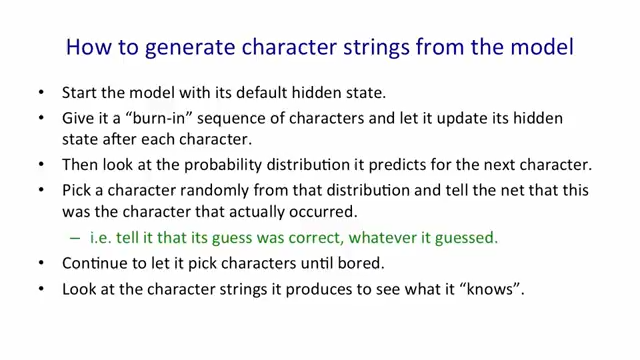 How to generate character strings from the model
• Start the model with its default hidden state.
• Give it a “burn-in” sequence of characters and let it update its hidden
state after each character.
• Then look at the probability distribution it predicts for the next character.
• Pick a character randomly from that distribution and tell the net that this
was the character that actually occurred.
– i.e. tell it that its guess was correct, whatever it guessed.
• Continue to let it pick characters until bored.
• Look at the character strings it produces to see what it “knows”.